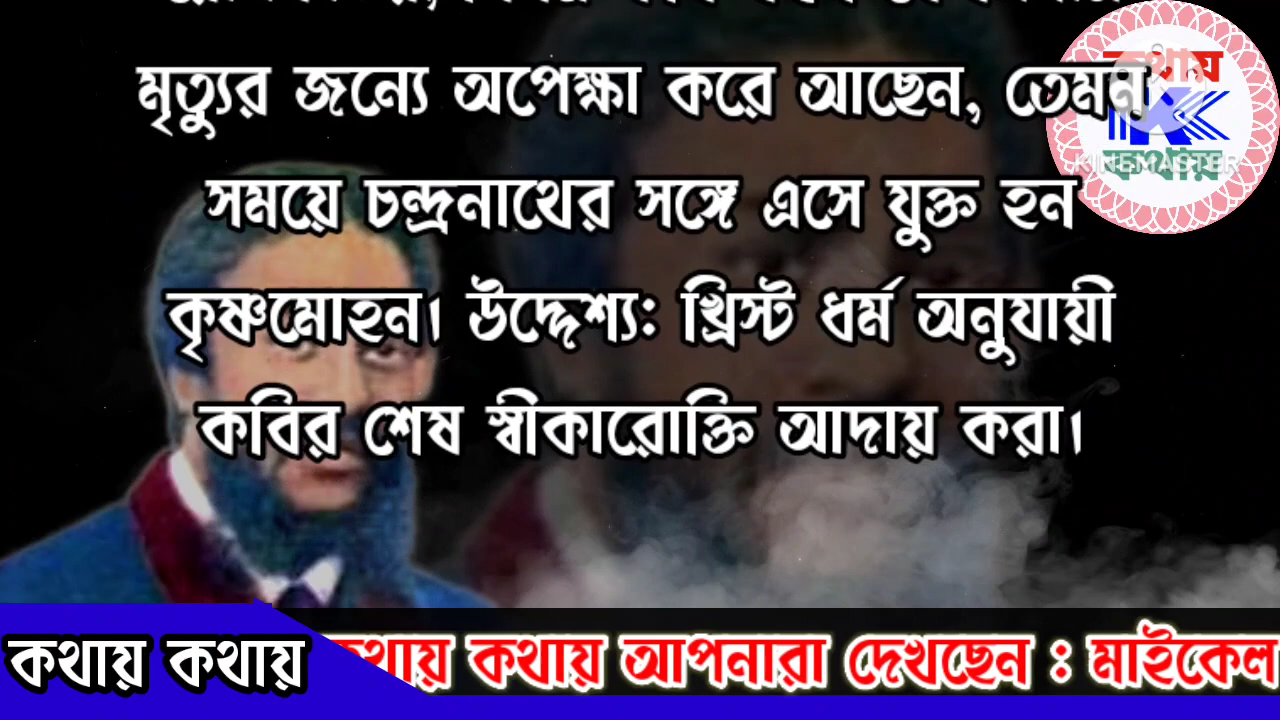 মৃত্যুর জন্যে অপেক্ষা করে আছেন, তেমন
সময়ে চন্দ্রনাথের সঙ্গে এসে যুক্ত হন
কৃষ্ণমোহন। উদ্দেশ্য: খ্রিস্ট ধর্ম অনুযায়ী
কবির শেষ স্বীকারোক্তি আদায় করা।
কথায়
K
KINEMASTER
কথায়
কথায় কথায়
কথায় আপনারা দেখছেন : মাইকেল